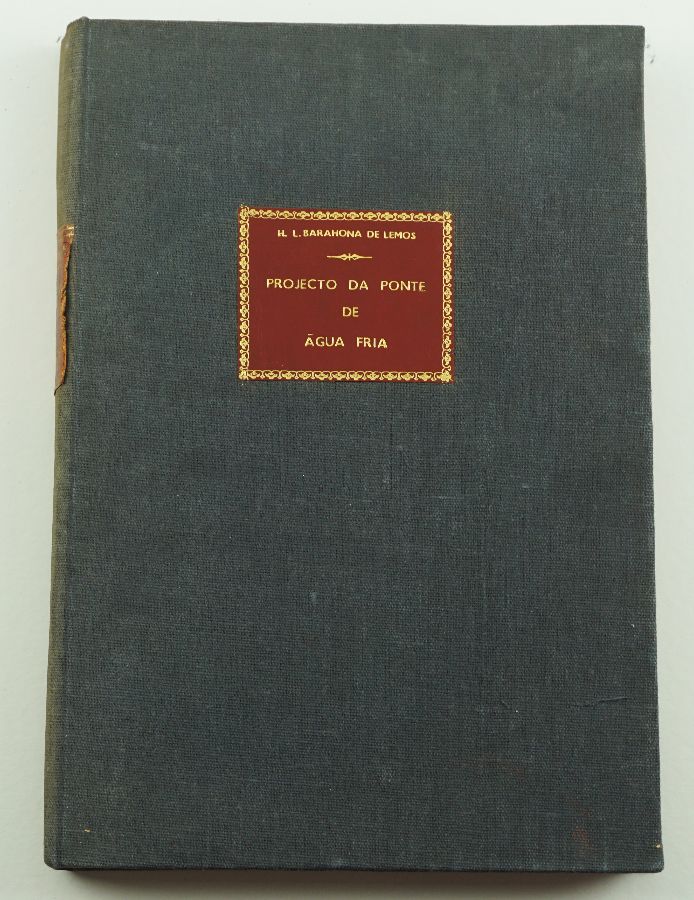 H. L. BARAHONA DE LEMOS
PROJECTO DA PONTE
DE
ÁGUA FRIA